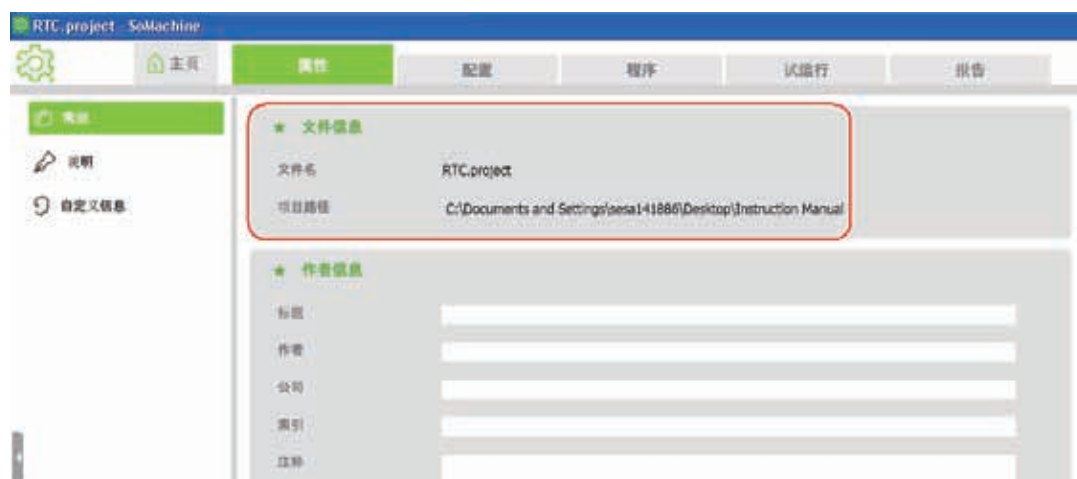 RTC.project - SoMachine
主页
属性
配置
程序
试运行
报告
说明
自定义信息
★ 文件信息
文件名 RTC.project
项目路径 C:\Documents and Settings\sesa141886\Desktop\Instruction Manual
★ 作者信息
标题
作者
公司
索引
注释